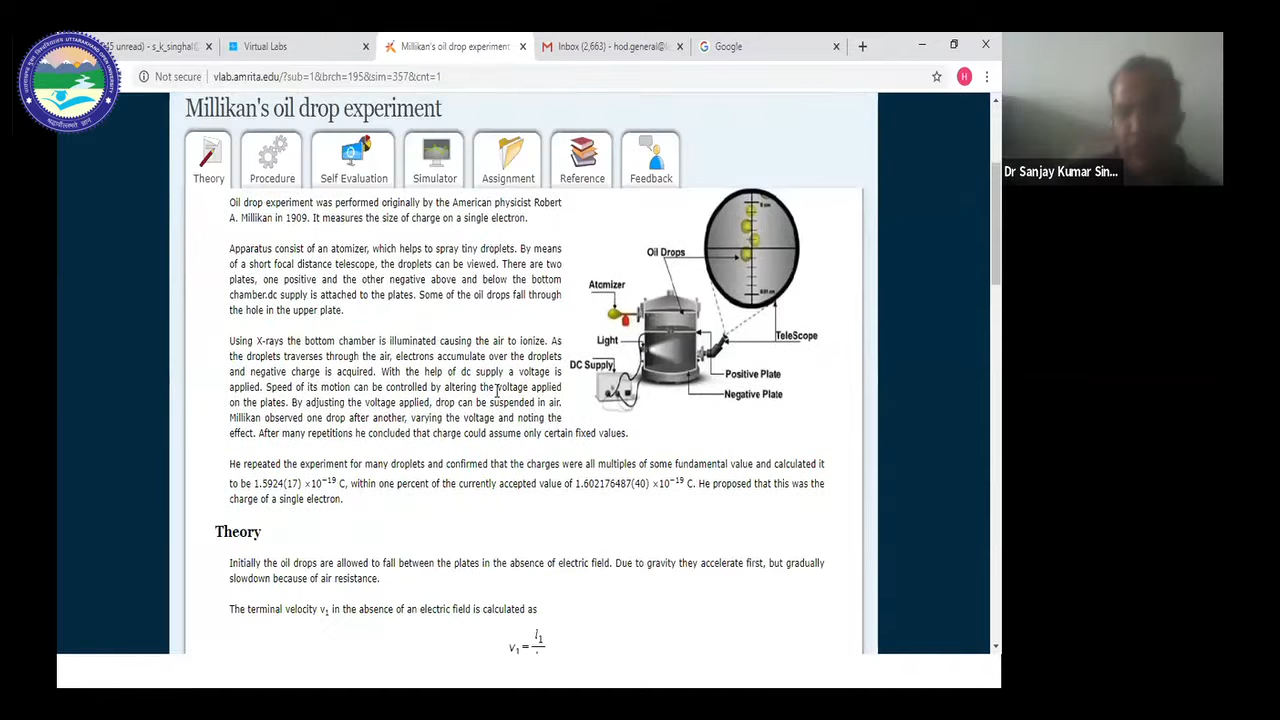 45 unread) - s_k_singhal
Virtual Labs
Millikan's oil drop experiment
Inbox (2,663) - hod.general@
Google
Not secure
vlab.amrita.edu/?sub=1&brch=195&sim=357&cnt=1
H
Millikan's oil drop experiment
Theory
Procedure
Self Evaluation
Simulator
Assignment
Reference
Feedback
Oil drop experiment was performed originally by the American physicist Robert
A. Millikan in 1909. It measures the size of charge on a single electron.
Apparatus consist of an atomizer, which helps to spray tiny droplets. By means
of a short focal distance telescope, the droplets can be viewed. There are two
plates, one positive and the other negative above and below the bottom
chamber.dc supply is attached to the plates. Some of the oil drops fall through
the hole in the upper plate.
Using X-rays the bottom chamber is illuminated causing the air to ionize. As
the droplets traverses through the air, electrons accumulate over the droplets
and negative charge is acquired. With the help of dc supply a voltage is
applied. Speed of its motion can be controlled by altering the voltage applied
on the plates. By adjusting the voltage applied, drop can be suspended in air.
Millikan observed one drop after another, varying the voltage and noting the
effect. After many repetitions he concluded that charge could assume only certain fixed values.
Oil Drops
Atomizer
Light
DC Supply
TeleScope
Positive Plate
Negative Plate
He repeated the experiment for many droplets and confirmed that the charges were all multiples of some fundamental value and calculated it
to be 1.5924(17) ×10⁻¹⁹ C, within one percent of the currently accepted value of 1.602176487(40) ×10⁻¹⁹ C. He proposed that this was the
charge of a single electron.
Theory
Initially the oil drops are allowed to fall between the plates in the absence of electric field. Due to gravity they accelerate first, but gradually
slowdown because of air resistance.
The terminal velocity v₁ in the absence of an electric field is calculated as
v₁ = l₁
Dr Sanjay Kumar Sin...